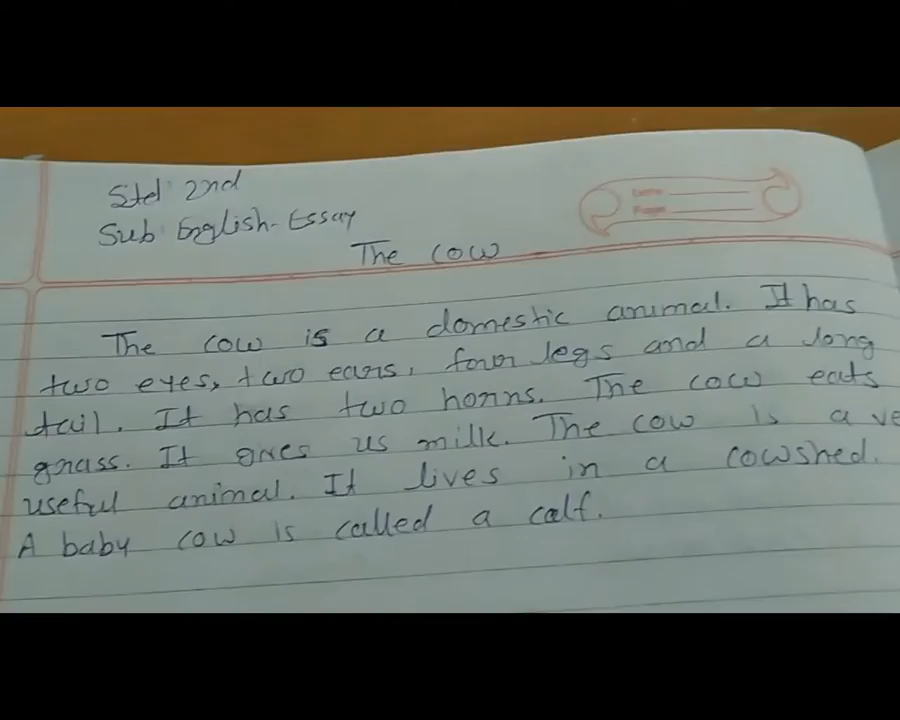 Std 2nd
Sub English-Essay
The Cow
The cow is a domestic animal. It has
two eyes, two ears, four legs and a long
tail. It has two horns. The cow eats
grass. It gives us milk. The cow is a ve
useful animal. It lives in a cowshed.
A baby cow is called a calf.